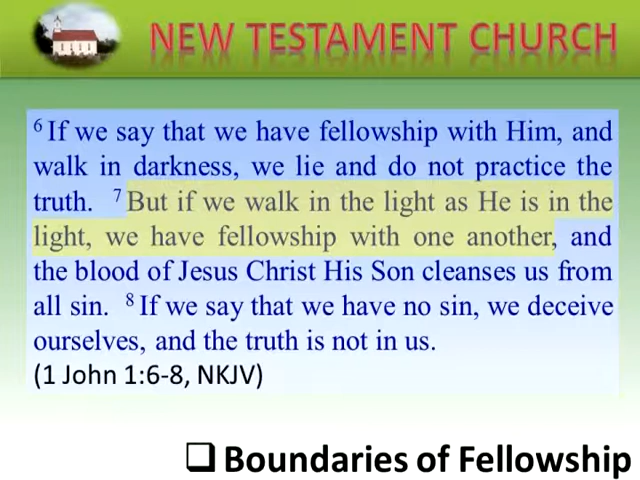 NEW TESTAMENT CHURCH
6 If we say that we have fellowship with Him, and
walk in darkness, we lie and do not practice the
truth. 7 But if we walk in the light as He is in the
light, we have fellowship with one another, and
the blood of Jesus Christ His Son cleanses us from
all sin. 8 If we say that we have no sin, we deceive
ourselves, and the truth is not in us.
(1 John 1:6-8, NKJV)
❑ Boundaries of Fellowship